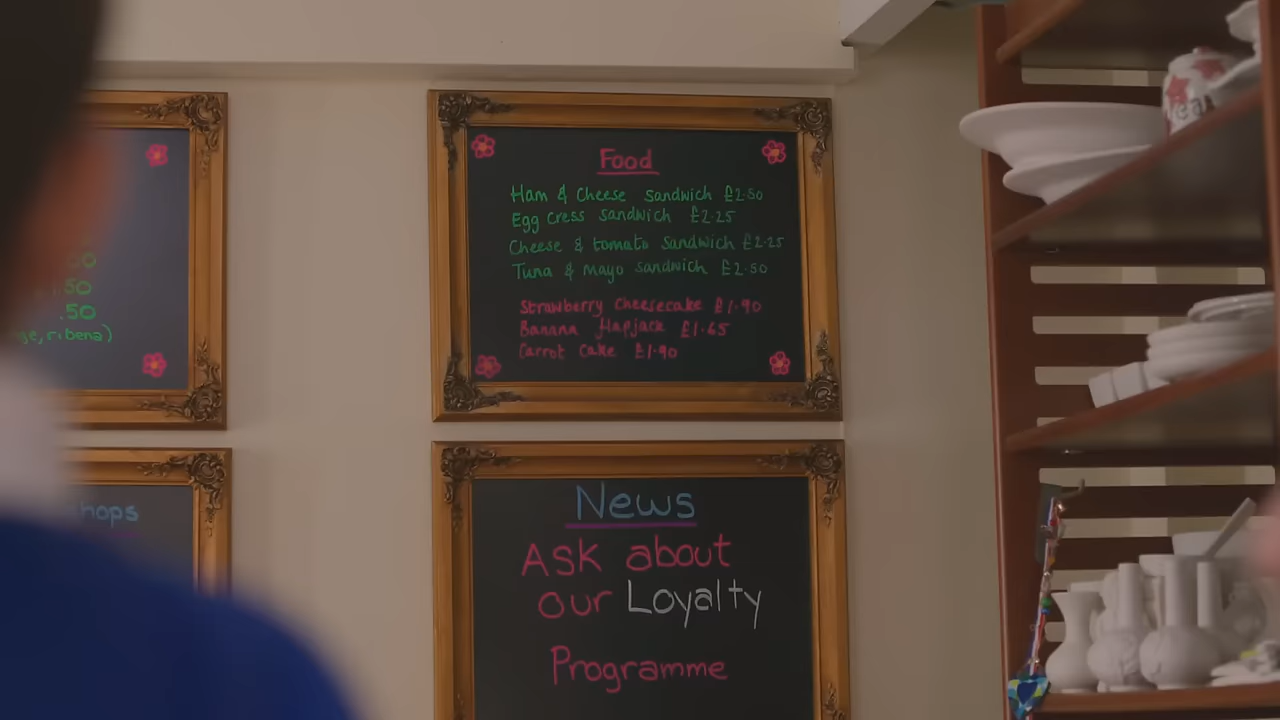 Food
Ham & Cheese Sandwich £2.50
Egg Cress sandwich £2.25
Cheese & tomato Sandwich £2.25
Tuna & Mayo sandwich £2.50
Strawberry Cheesecake £1.90
Banana flapjack £1.65
Carrot Cake £1.90
.50
.50
ribena)
News
Ask about
our Loyalty
Programme